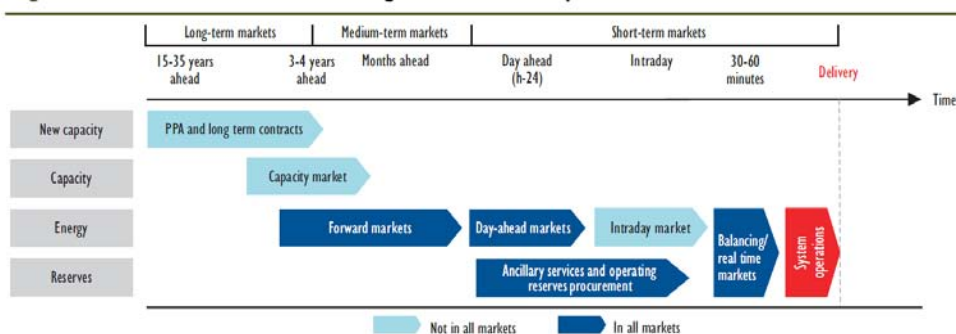 Long-term markets Medium-term markets Short-term markets
15-35 years ahead 3-4 years ahead Months ahead Day ahead (h-24) Intraday 30-60 minutes Delivery
Time
New capacity PPA and long term contracts
Capacity Capacity market
Energy Forward markets Day-ahead markets Intraday market Balancing/ real time markets System operations
Reserves Ancillary services and operating reserves procurement
Not in all markets In all markets